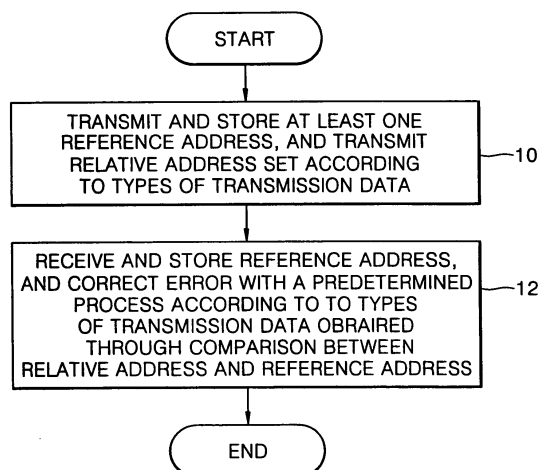 START
TRANSMIT AND STORE AT LEAST ONE
REFERENCE ADDRESS, AND TRANSMIT
RELATIVE ADDRESS SET ACCORDING
TO TYPES OF TRANSMISSION DATA
10
RECEIVE AND STORE REFERENCE ADDRESS,
AND CORRECT ERROR WITH A PREDETERMINED
PROCESS ACCORDING TO TO TYPES
OF TRANSMISSION DATA OBRAIRED
THROUGH COMPARISON BETWEEN
RELATIVE ADDRESS AND REFERENCE ADDRESS
12
END